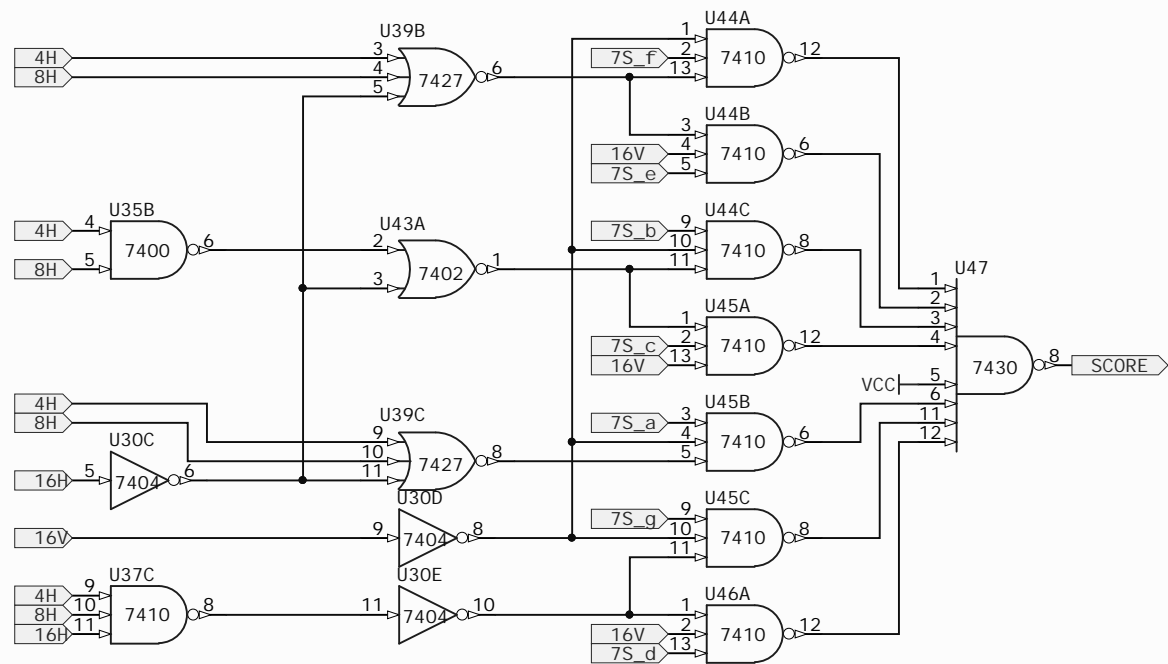 U44A
U39B
1
12
4H
3
7S_f
2
7410
8H
4
7427
6
13
5
U44B
3
16V
4
7410
6
7S_e
5
U35B
U43A
U44C
4H
4
7S_b
9
7400
6
2
10
7410
8
8H
5
7402
1
11
3
U47
1
U45A
2
1
3
7S_c
2
7410
12
4
16V
13
7430
8
SCORE
VCC
5
4H
U39C
U45B
6
8H
9
7S_a
3
11
U30C
10
7427
8
4
7410
6
12
16H
5
7404
6
11
5
U30D
U45C
7S_g
9
16V
9
7404
8
10
7410
8
11
U37C
U30E
U46A
4H
9
8H
10
7410
8
11
7404
10
1
16H
11
16V
2
7410
12
7S_d
13